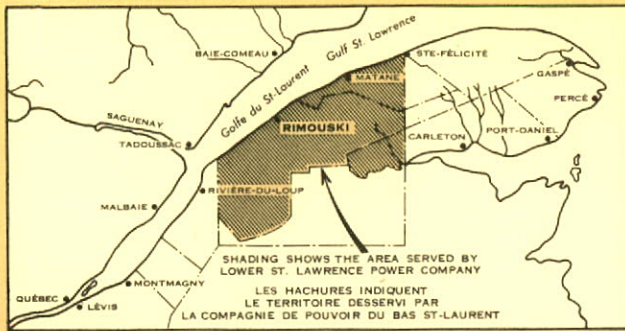 BAIE-COMEAU
Gulf St. Lawrence
STE-FÉLICITÉ
MATANE
GASPÉ
SAGUENAY
Golfe du St-Laurent
PERCÉ
RIMOUSKI
TADOUSSAC
CARLETON
PORT-DANIEL
RIVIÈRE-DU-LOUP
MALBAIE
SHADING SHOWS THE AREA SERVED BY
LOWER ST. LAWRENCE POWER COMPANY
MONTMAGNY
LES HACHURES INDIQUENT
QUÉBEC
LE TERRITOIRE DESSERVI PAR
LÉVIS
LA COMPAGNIE DE POUVOIR DU BAS ST-LAURENT